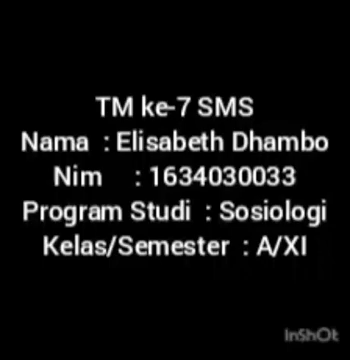 TM ke-7 SMS
Nama : Elisabeth Dhambo
Nim : 1634030033
Program Studi : Sosiologi
Kelas/Semester : A/XI
InShOt